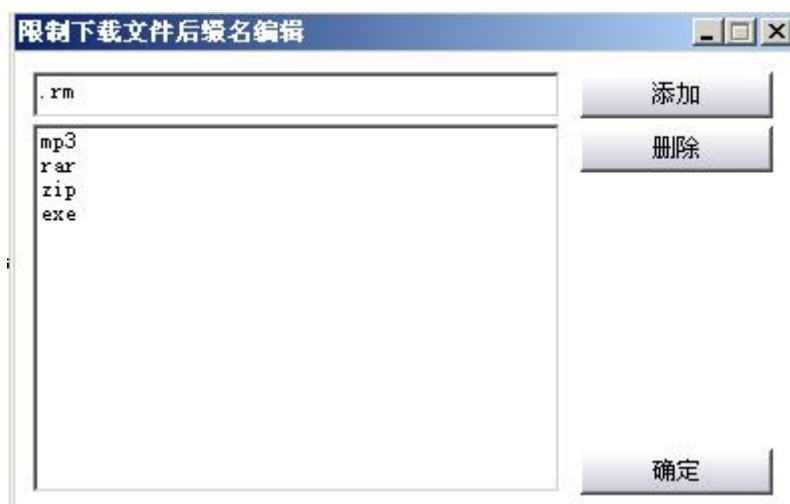 限制下载文件后缀名编辑
.rm
添加
mp3
rar
zip
exe
删除
确定